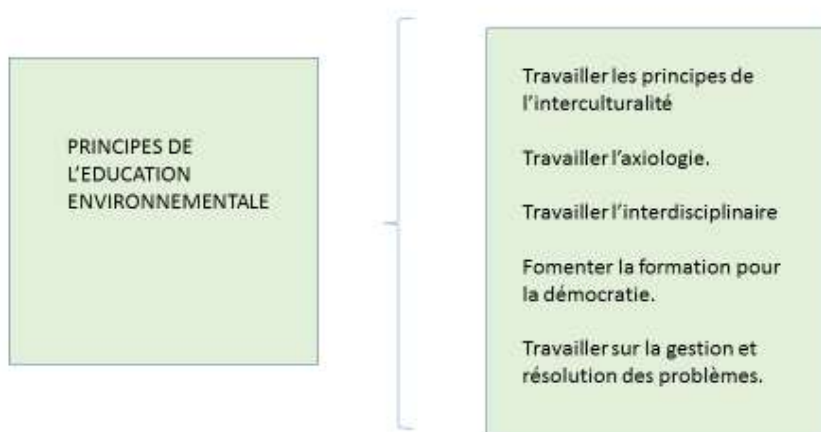 PRINCIPES DE
L'EDUCATION
ENVIRONNEMENTALE
Travailler les principes de
l'interculturalité
Travailler l'axiologie.
Travailler l'interdisciplinaire
Fomenter la formation pour
la démocratie.
Travailler sur la gestion et
résolution des problèmes.